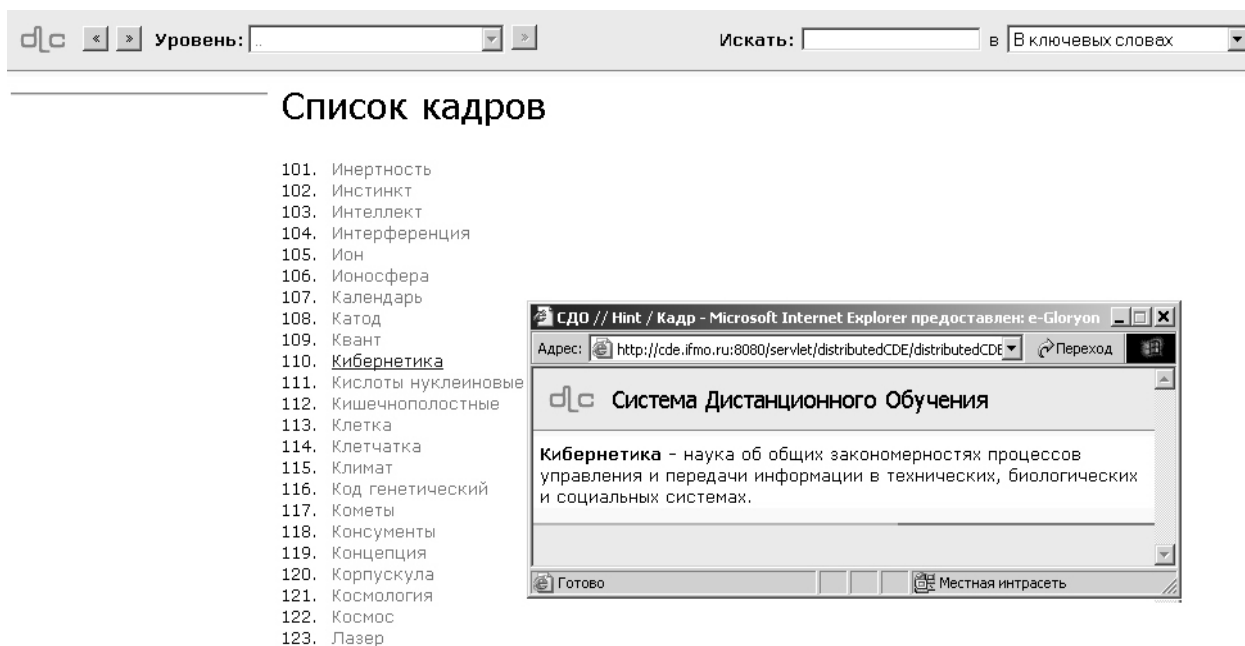 dlc « » Уровень: .. » Искать: в В ключевых словах
Список кадров
101. Инертность
102. Инстинкт
103. Интеллект
104. Интерференция
105. Ион
106. Ионосфера
107. Календарь
108. Катод
109. Квант
110. Кибернетика
111. Кислоты нуклеиновые
112. Кишечнополостные
113. Клетка
114. Клетчатка
115. Климат
116. Код генетический
117. Кометы
118. Консументы
119. Концепция
120. Корпускула
121. Космология
122. Космос
123. Лазер
СДО // Hint / Кадр - Microsoft Internet Explorer предоставлен: e-Gloryon
Адрес: http://cde.ifmo.ru:8080/servlet/distributedCDE/distributedCDE Переход
dlc Система Дистанционного Обучения
Кибернетика - наука об общих закономерностях процессов
управления и передачи информации в технических, биологических
и социальных системах.
Готово Местная интрасеть